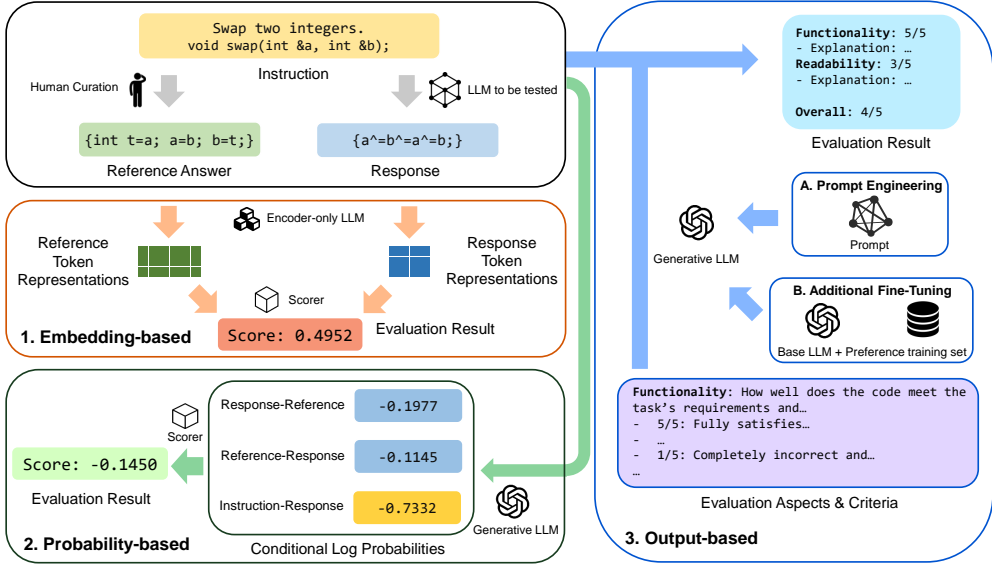 Swap two integers.
void swap(int &a, int &b);
Instruction
Human Curation
LLM to be tested
{int t=a; a=b; b=t;}
{a^=b^=a^=b;}
Reference Answer
Response
Encoder-only LLM
Reference
Token
Representations
Response
Token
Representations
Scorer
Score: 0.4952
Evaluation Result
1. Embedding-based
Response-Reference
-0.1977
Scorer
Reference-Response
-0.1145
Score: -0.1450
Evaluation Result
Instruction-Response
-0.7332
Generative LLM
2. Probability-based
Conditional Log Probabilities
Functionality: 5/5
- Explanation: …
Readability: 3/5
- Explanation: …
Overall: 4/5
Evaluation Result
A. Prompt Engineering
Prompt
Generative LLM
B. Additional Fine-Tuning
Base LLM + Preference training set
Functionality: How well does the code meet the
task's requirements and…
- 5/5: Fully satisfies…
- …
- 1/5: Completely incorrect and…
…
Evaluation Aspects & Criteria
3. Output-based